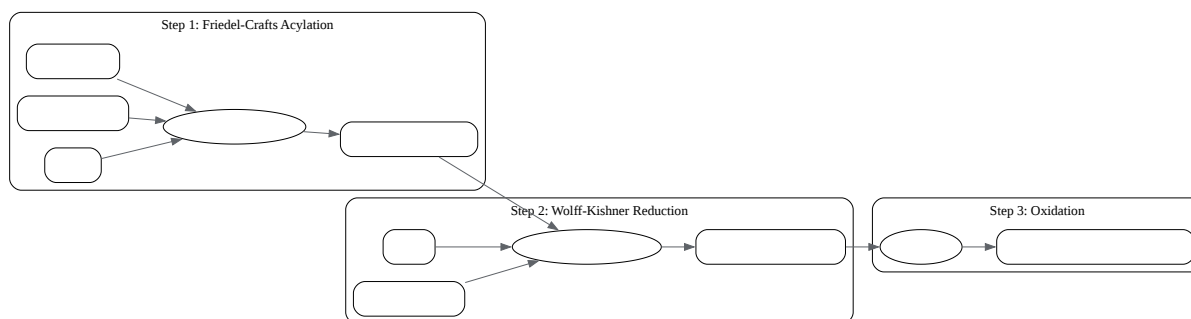 Step 1: Friedel-Crafts Acylation
Step 2: Wolff-Kishner Reduction
Step 3: Oxidation